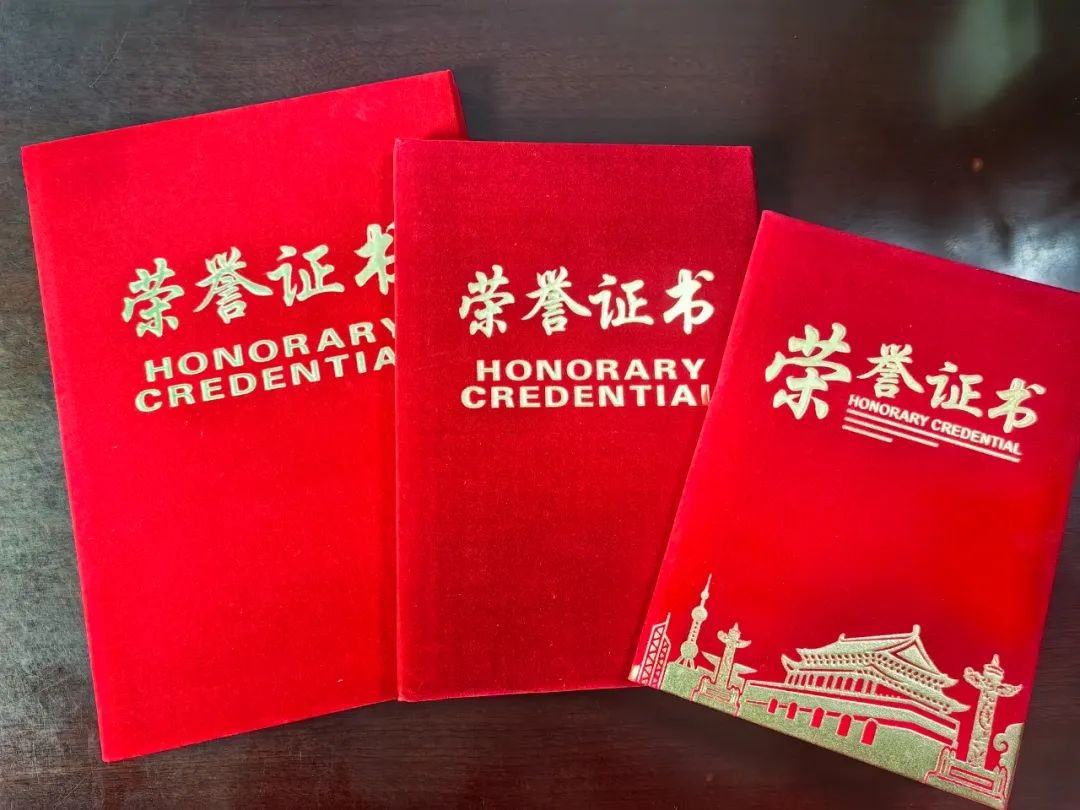 荣誉证书
HONORARY
CREDENTIA
荣誉证书
HONORARY
CREDENTIAL
荣誉证书
HONORARY CREDENTIAL